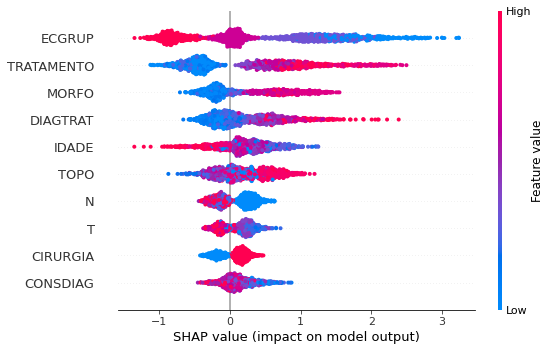 High
ECGRUP
TRATAMENTO
MORFO
DIAGTRAT
IDADE
TOPO
N
T
CIRURGIA
CONSDIAG
Feature value
Low
−1 0 1 2 3
SHAP value (impact on model output)